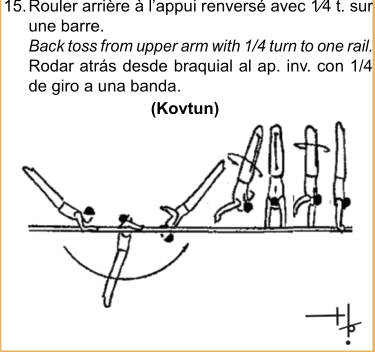 15. Rouler arrière à l'appui renversé avec 1⁄4 t. sur
une barre.
Back toss from upper arm with 1/4 turn to one rail.
Rodar atrás desde braquial al ap. inv. con 1/4
de giro a una banda.
(Kovtun)